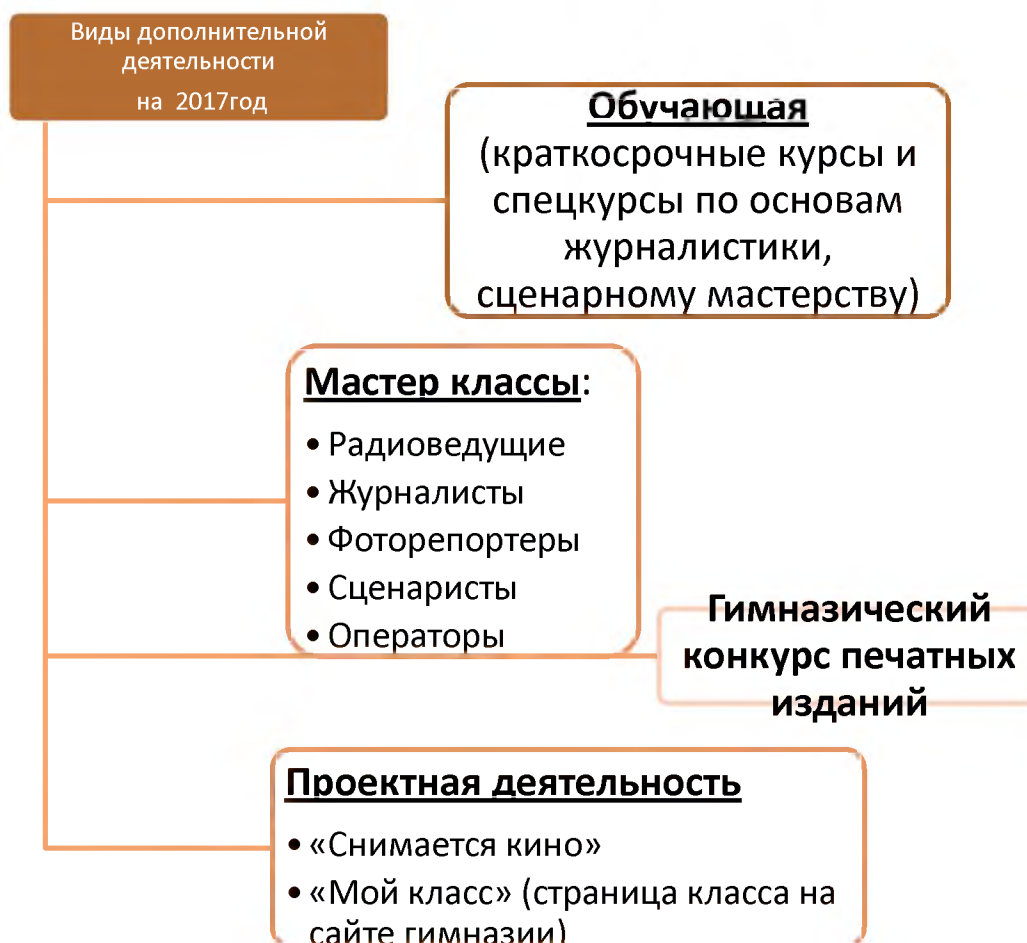 Виды дополнительной
деятельности
на 2017год
Обучающая
(краткосрочные курсы и
спецкурсы по основам
журналистики,
сценарному мастерству)
Мастер классы:
• Радиоведущие
• Журналисты
• Фоторепортеры
• Сценаристы
• Операторы
Гимназический
конкурс печатных
изданий
Проектная деятельность
• «Снимается кино»
• «Мой класс» (страница класса на
сайте гимназии)